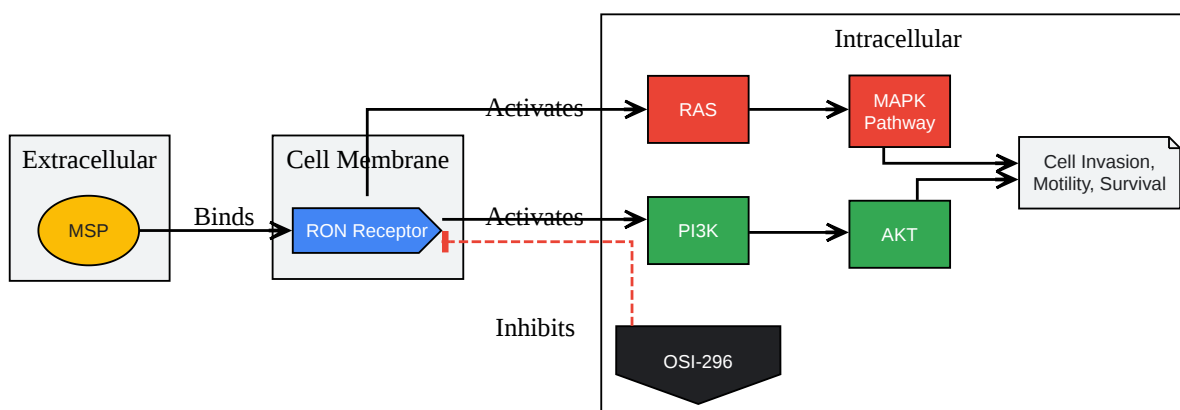 Extracellular
MSP
Binds
Cell Membrane
RON Receptor
Activates
Activates
Inhibits
Intracellular
RAS
MAPK
Pathway
PI3K
AKT
Cell Invasion,
Motility, Survival
OSI-296